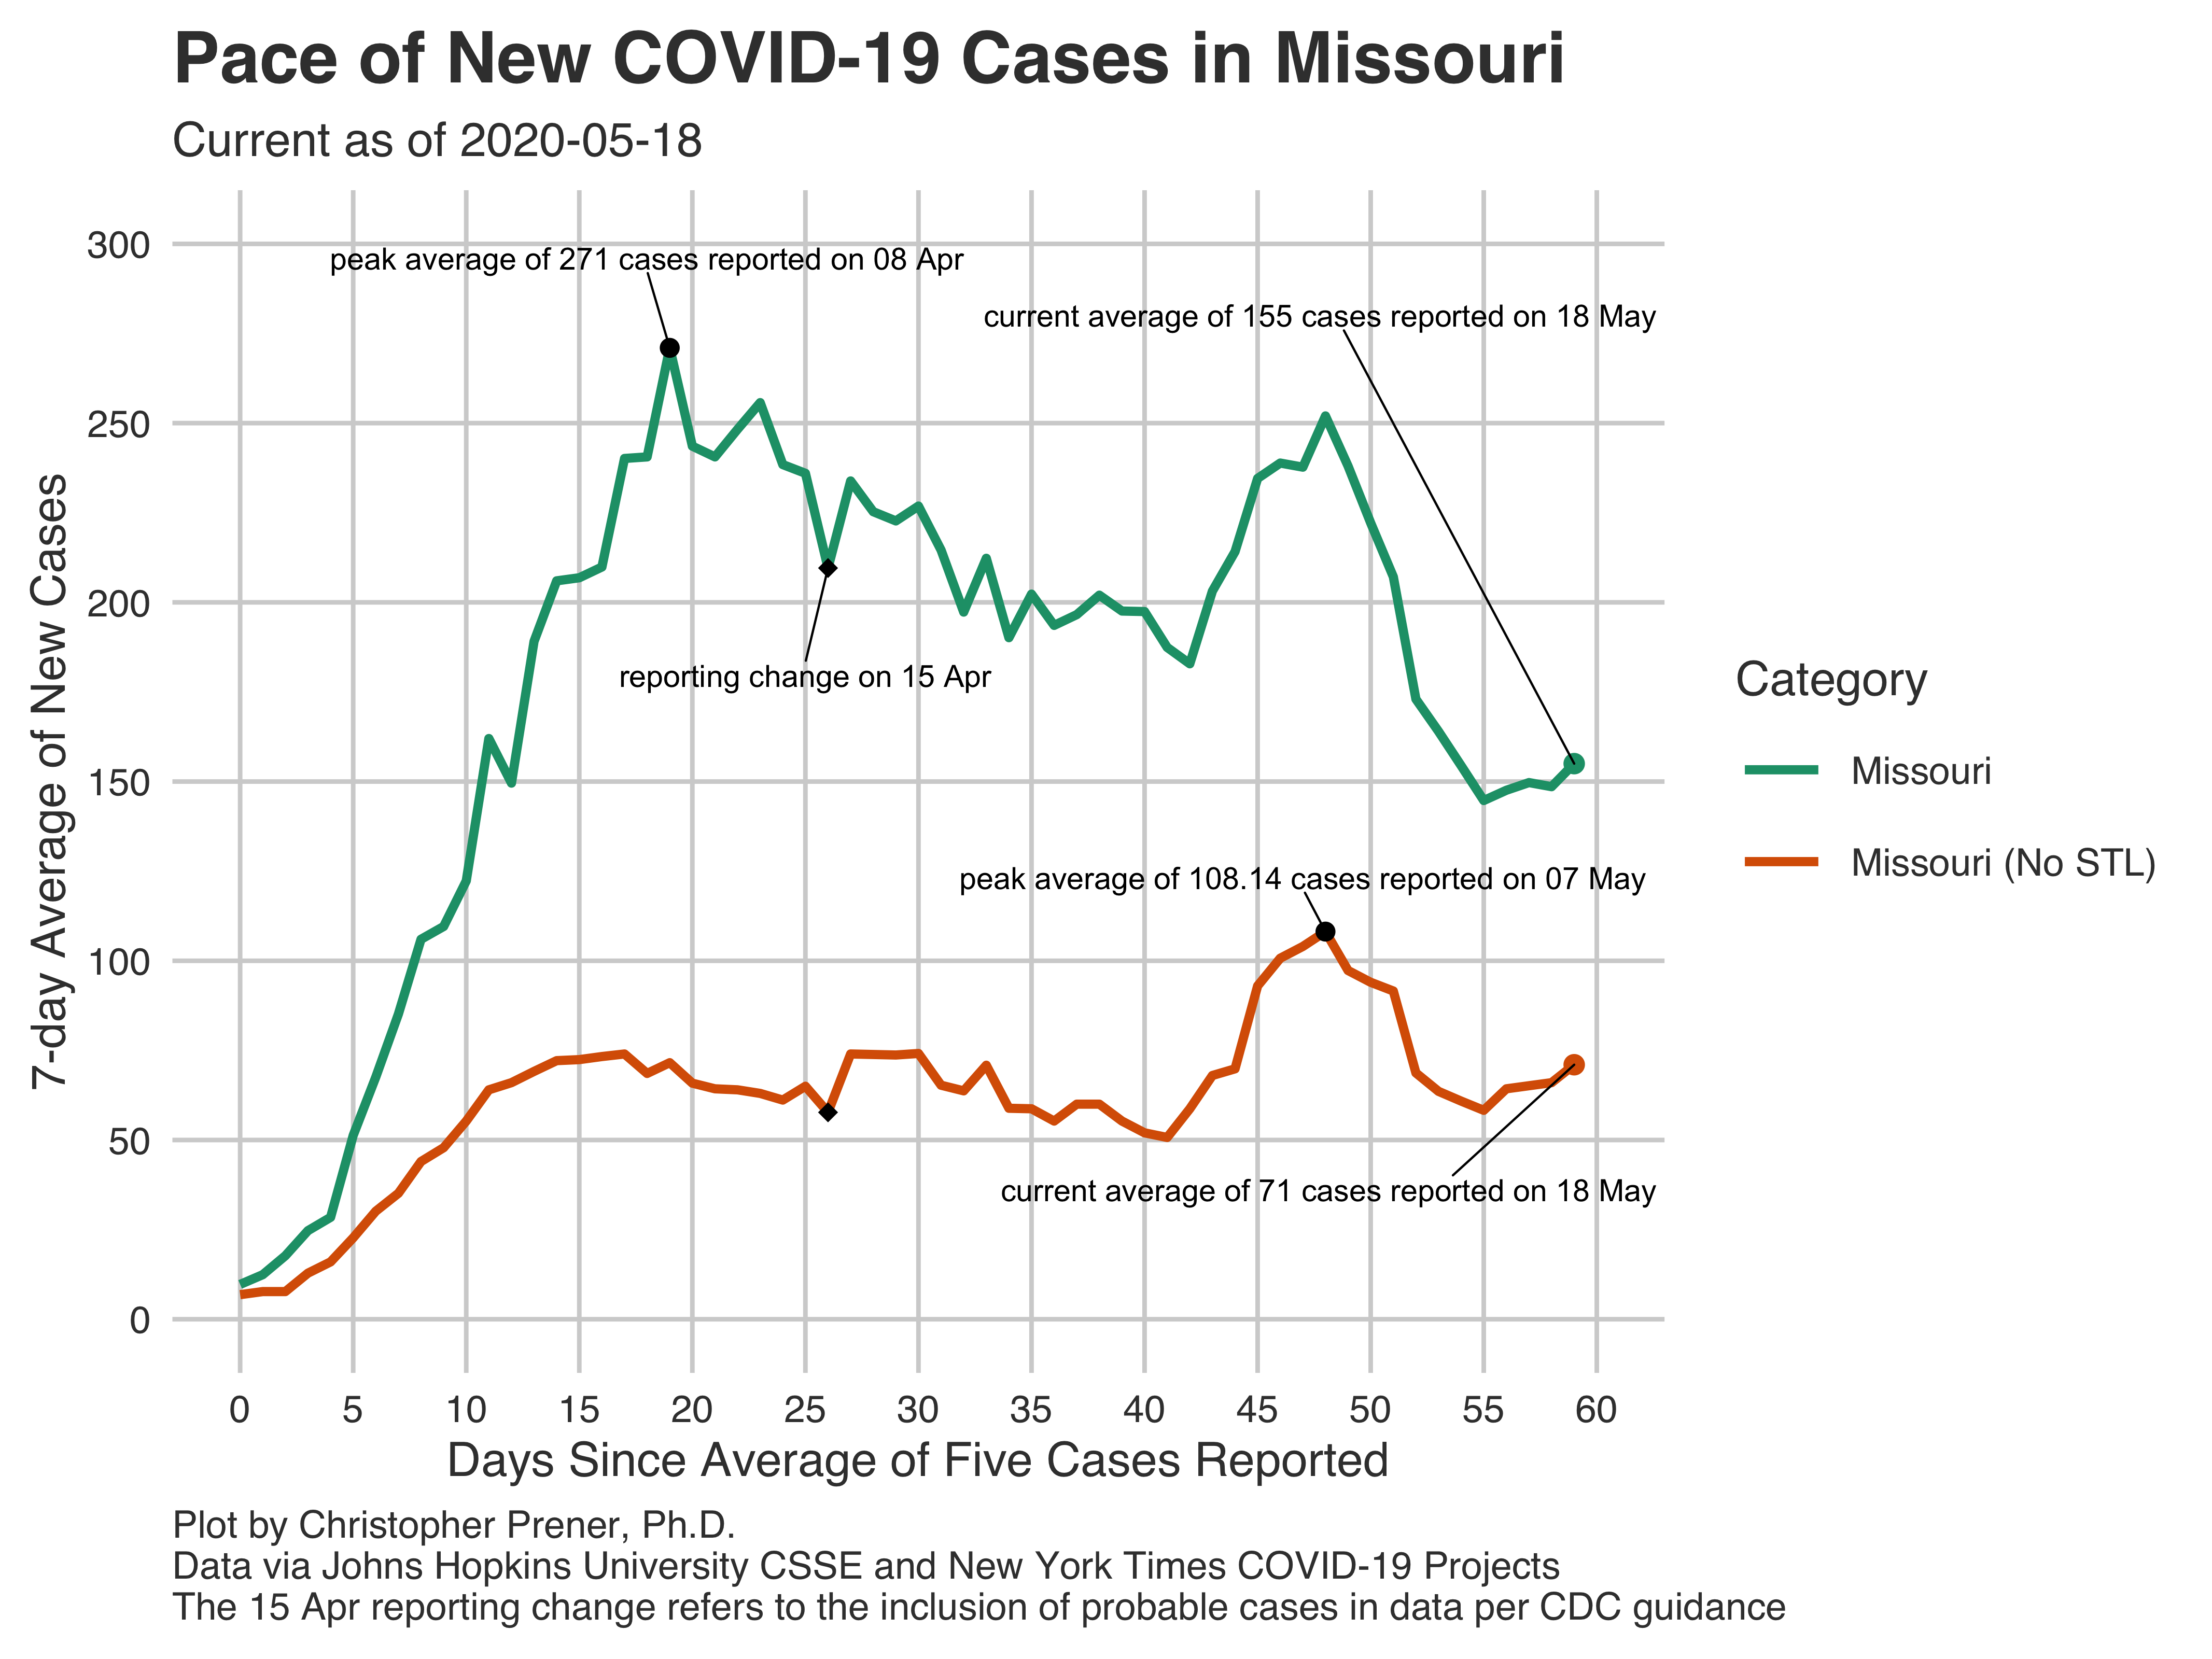 Pace of New COVID-19 Cases in Missouri
Current as of 2020-05-18
7-day Average of New Cases
300
250
200
150
100
50
0
peak average of 271 cases reported on 08 Apr
current average of 155 cases reported on 18 May
reporting change on 15 Apr
peak average of 108.14 cases reported on 07 May
current average of 71 cases reported on 18 May
0 5 10 15 20 25 30 35 40 45 50 55 60
Days Since Average of Five Cases Reported
Category
Missouri
Missouri (No STL)
Plot by Christopher Prener, Ph.D.
Data via Johns Hopkins University CSSE and New York Times COVID-19 Projects
The 15 Apr reporting change refers to the inclusion of probable cases in data per CDC guidance